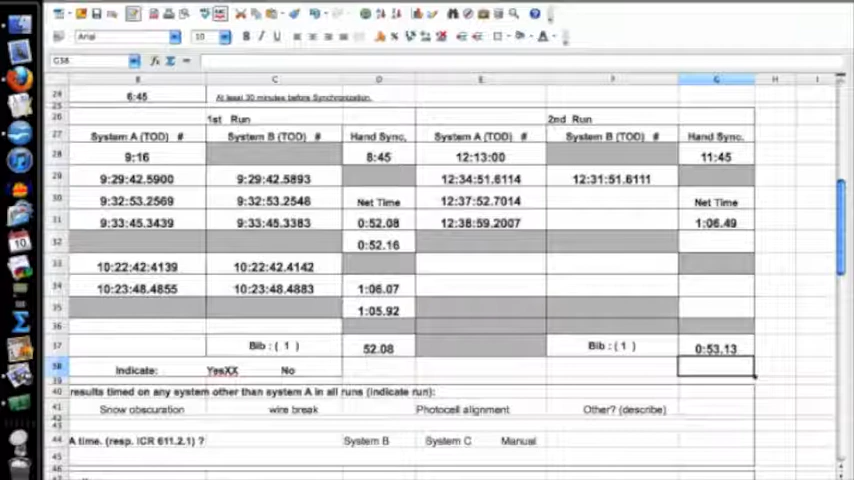 Arial 10
G38 fx Σ =
B C D E F G H I
24 6:45 At least 30 minutes before Synchronization.
25
26 1st Run 2nd Run
27 System A (TOD) # System B (TOD) # Hand Sync. System A (TOD) # System B (TOD) # Hand Sync.
28 9:16 8:45 12:13:00 11:45
29 9:29:42.5900 9:29:42.5893 12:34:51.6114 12:31:51.6111
30 9:32:53.2569 9:32:53.2546 Net Time 12:37:52.7014 Net Time
31 9:33:45.3439 9:33:45.3383 0:52.08 12:38:59.2007 1:06.49
32 0:52.16
33 10:22:42:4139 10:22:42.4142
34 10:23:48.4855 10:23:48.4883 1:06.07
35 1:05.92
36
37 Bib : ( 1 ) 52.08 Bib : ( 1 ) 0:53.13
38 Indicate: YesXX No
39
40 results timed on any system other than system A in all runs (indicate run):
41 Snow obscuration wire break Photocell alignment Other? (describe)
42
43
44 A time. (resp. ICR 611.2.1) ? System B System C Manual
45
46